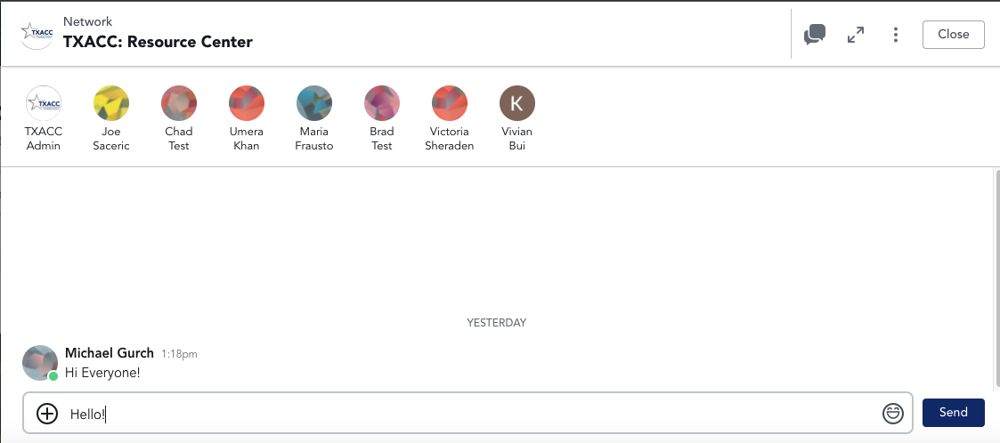 Network
TXACC: Resource Center
Close
TXACC
TXACC
TXACC Admin
Joe Saceric
Chad Test
Umera Khan
Maria Frausto
Brad Test
Victoria Sheraden
K
Vivian Bui
YESTERDAY
Michael Gurch 1:18pm
Hi Everyone!
Hello!
Send